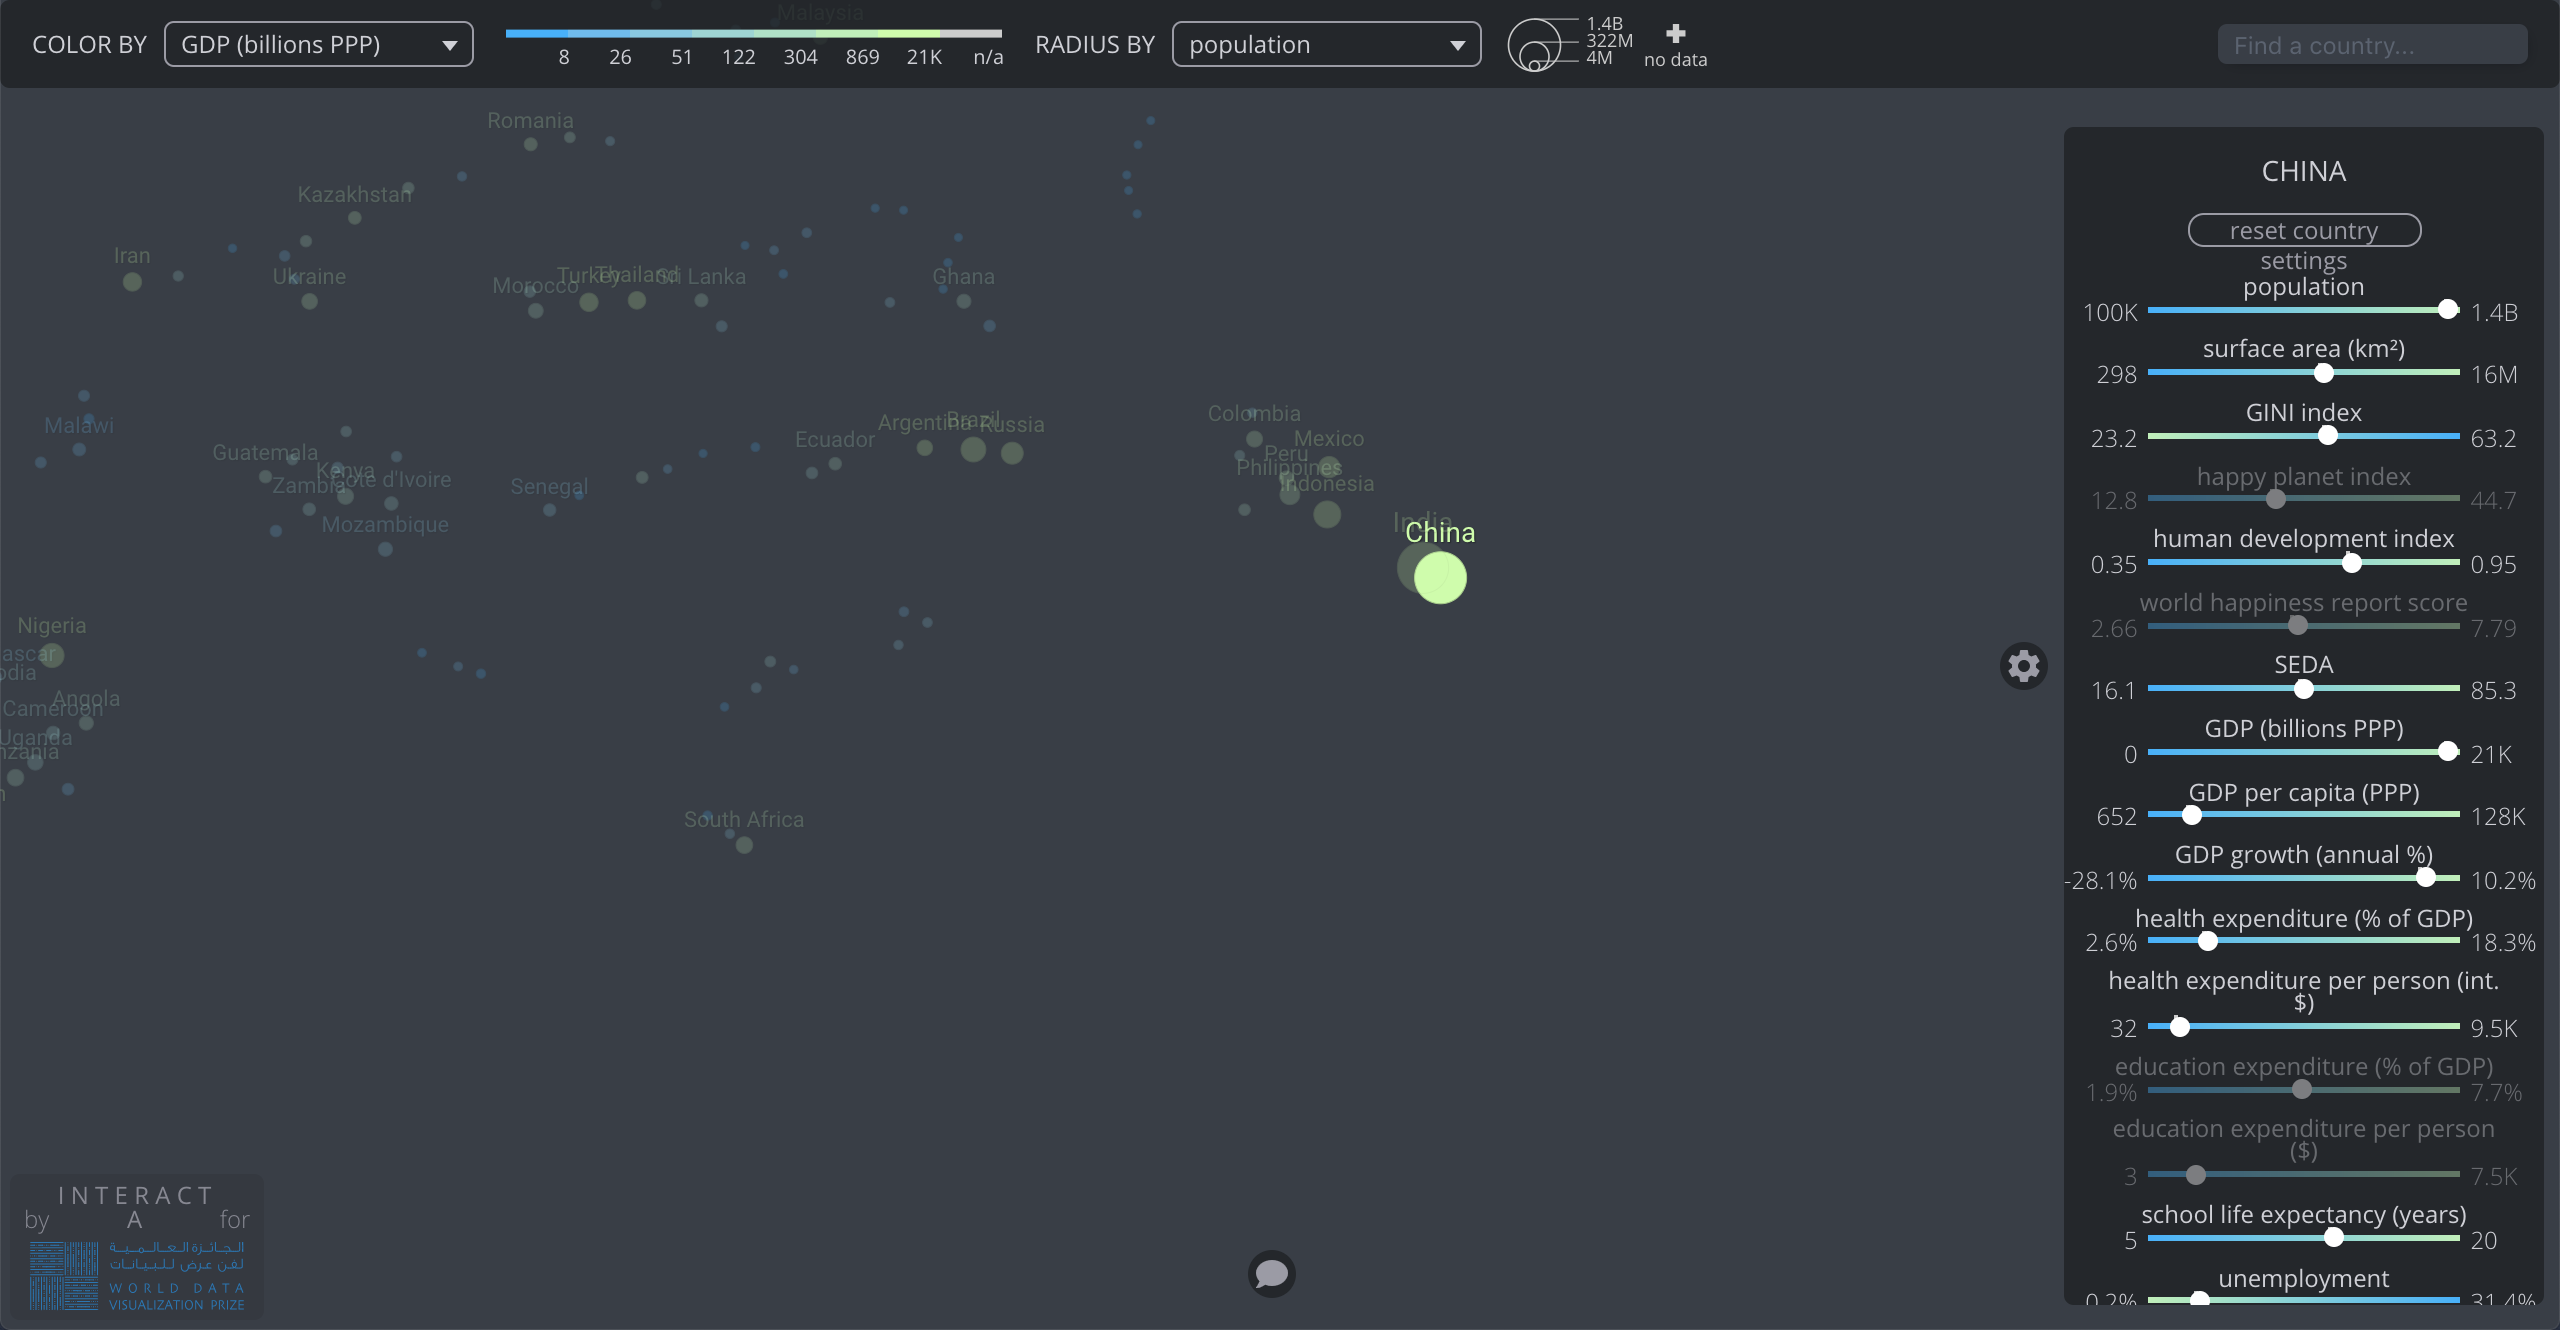 Malaysia
COLOR BY
GDP (billions PPP)
8 26 51 122 304 869 21K n/a
RADIUS BY
population
1.4B
322M
4M
no data
Find a country...
Romania
Kazakhstan
Iran
Ukraine
Morocco
Turkey
Thailand
Sri Lanka
Ghana
Malawi
Guatemala
Kenya
Zambia
Côte d'Ivoire
Mozambique
Senegal
Ecuador
Argentina
Brazil
Russia
Colombia
Mexico
Peru
Philippines
Indonesia
India
China
Nigeria
ascar
odia
Angola
Cameroon
Uganda
nzania
n
South Africa
CHINA
reset country
settings
population
100K 1.4B
surface area (km²)
298 16M
GINI index
23.2 63.2
happy planet index
12.8 44.7
human development index
0.35 0.95
world happiness report score
2.66 7.79
SEDA
16.1 85.3
GDP (billions PPP)
0 21K
GDP per capita (PPP)
652 128K
GDP growth (annual %)
-28.1% 10.2%
health expenditure (% of GDP)
2.6% 18.3%
health expenditure per person (int.
$)
32 9.5K
education expenditure (% of GDP)
1.9% 7.7%
education expenditure per person
($)
3 7.5K
school life expectancy (years)
5 20
unemployment
0.2% 31.4%
INTERACT
by A for
الجائزة العالمية
لفن عرض للبيانات
WORLD DATA
VISUALIZATION PRIZE